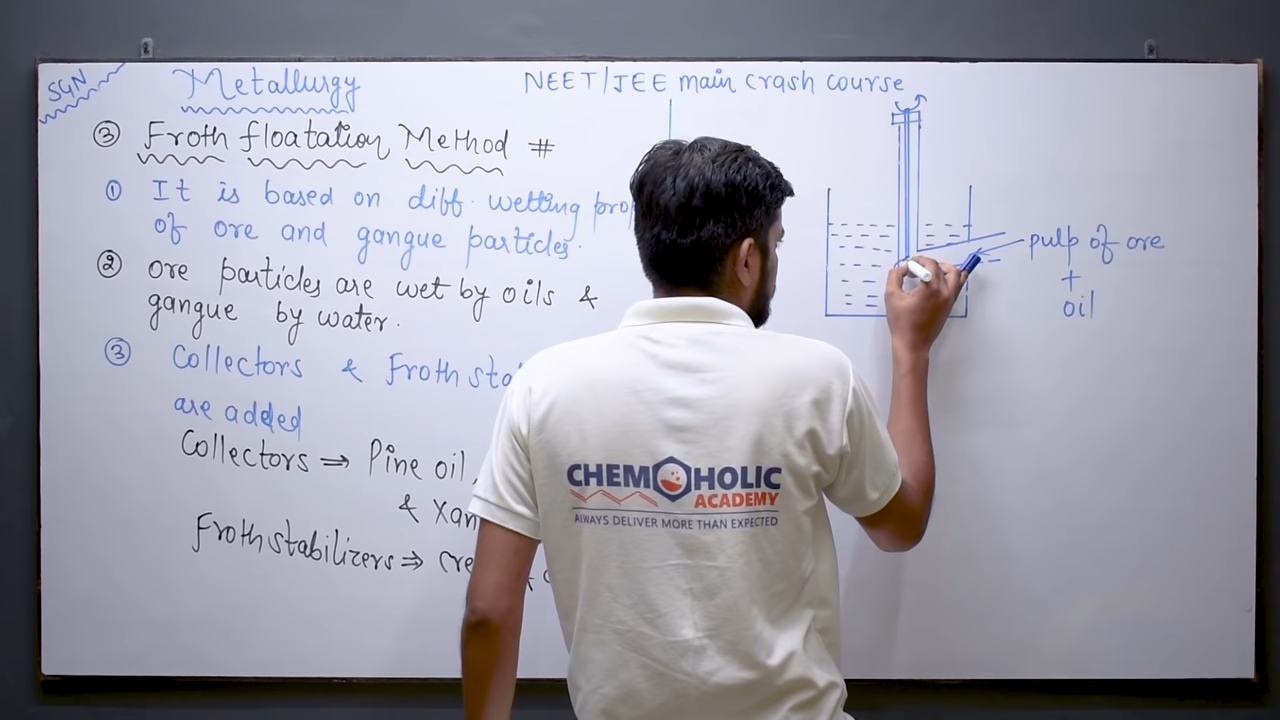 SGN
Metallurgy
NEET/JEE main crash course
③ Froth floatation Method #
① It is based on diff. wetting
of ore and gangue particles.
② ore particles are wet by oils &
gangue by water.
③ Collectors & Froth
are added
Collectors ⇒ Pine oil,
&
Froth stabilizers ⇒
pulp of ore
+
oil
CHEMOHOLIC
ACADEMY
ALWAYS DELIVER MORE THAN EXPECTED